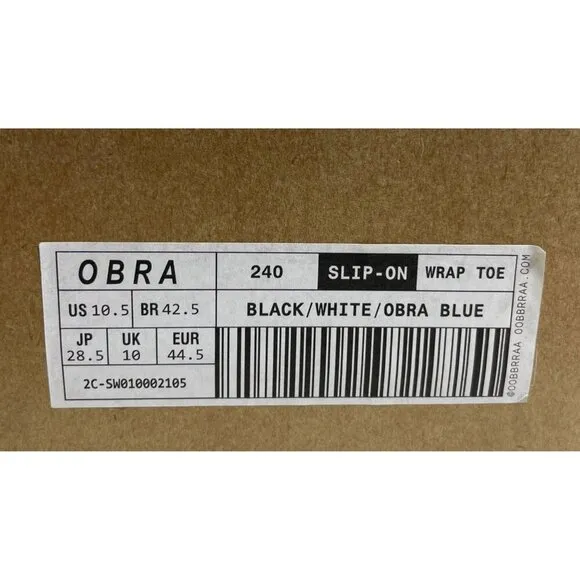 OBRA
240 SLIP-ON WRAP TOE
US 10.5 BR 42.5
BLACK/WHITE/OBRA BLUE
JP 28.5 UK 10 EUR 44.5
2C-SW010002105
@OOBBRRAA OOBBRRAA.COM